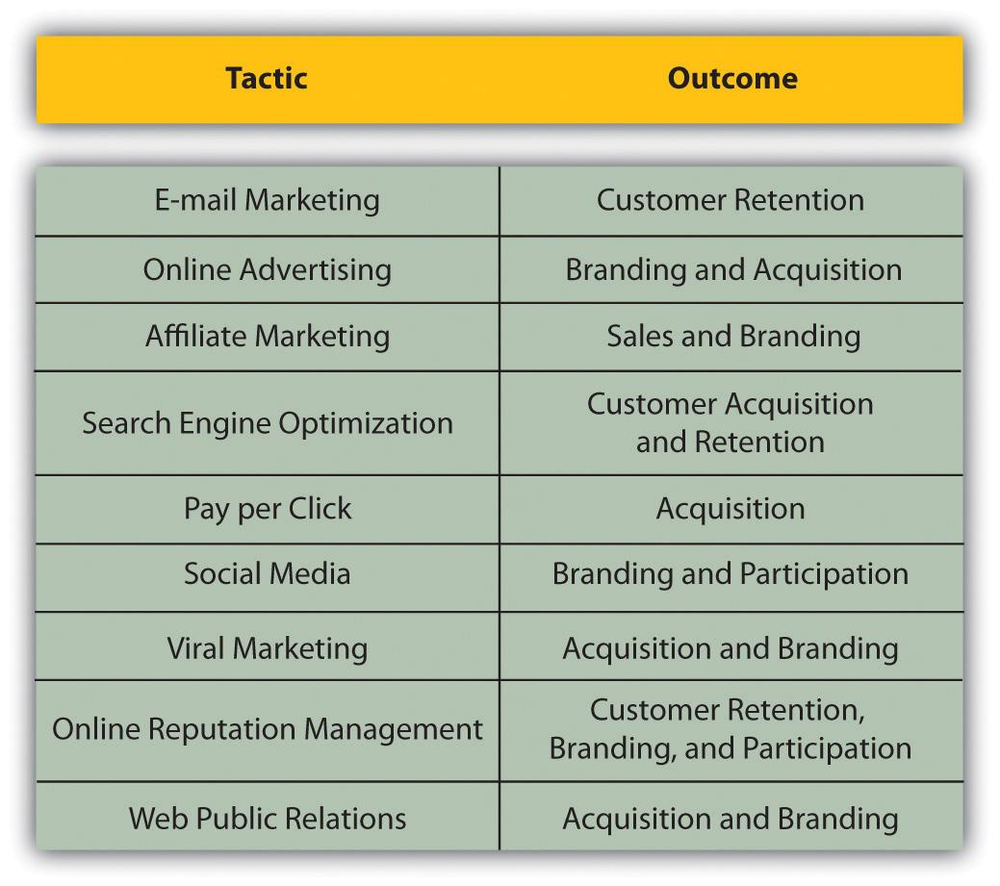 Tactic Outcome
E-mail Marketing Customer Retention
Online Advertising Branding and Acquisition
Affiliate Marketing Sales and Branding
Search Engine Optimization Customer Acquisition
and Retention
Pay per Click Acquisition
Social Media Branding and Participation
Viral Marketing Acquisition and Branding
Online Reputation Management Customer Retention,
Branding, and Participation
Web Public Relations Acquisition and Branding